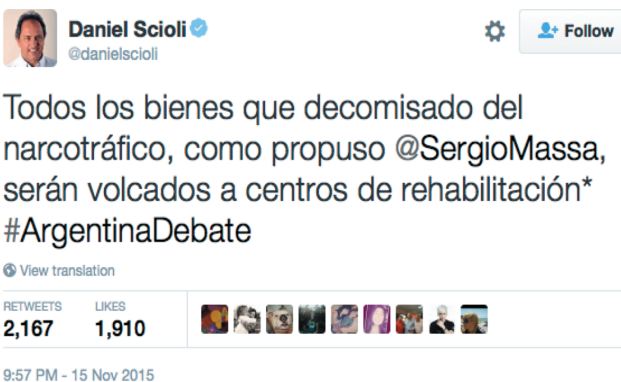 Daniel Scioli
@danielscioli
Follow
Todos los bienes que decomisado del
narcotráfico, como propuso @SergioMassa,
serán volcados a centros de rehabilitación*
#ArgentinaDebate
View translation
RETWEETS LIKES
2,167 1,910
9:57 PM - 15 Nov 2015